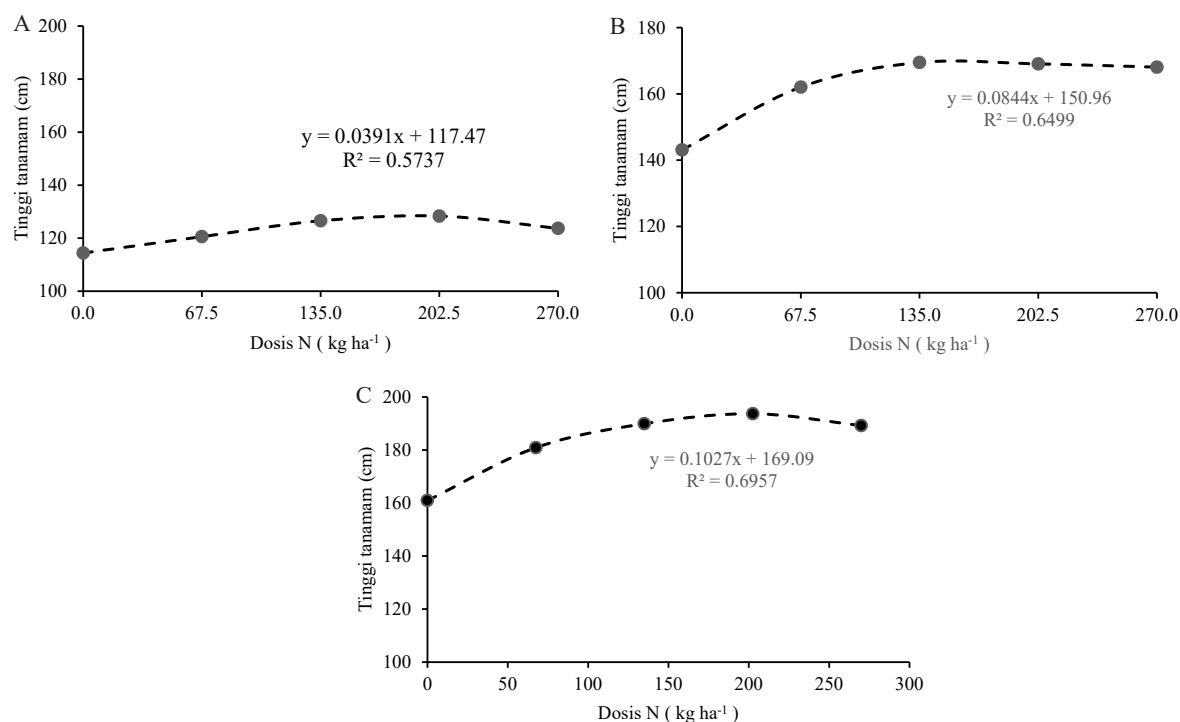 A
Tinggi tanamam (cm)
200
180
160
140
120
100
y = 0.0391x + 117.47
R² = 0.5737
0.0 67.5 135.0 202.5 270.0
Dosis N ( kg ha⁻¹ )
B
Tinggi tanamam (cm)
180
160
140
120
100
y = 0.0844x + 150.96
R² = 0.6499
0.0 67.5 135.0 202.5 270.0
Dosis N ( kg ha⁻¹ )
C
Tinggi tanamam (cm)
200
180
160
140
120
100
y = 0.1027x + 169.09
R² = 0.6957
0 50 100 150 200 250 300
Dosis N ( kg ha⁻¹ )